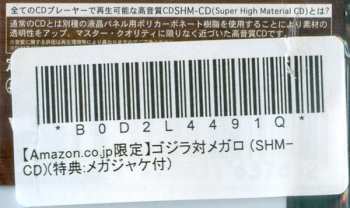 全てのCDプレーヤーで再生可能な高音質CDSHM-CD(Super High Material CD)とは?
通常のCDとは別種の液晶パネル用ポリカーボネート樹脂を使用することにより素材の
透明性をアップ、マスター・クオリティに限りなく近づいた高音質CDです。
*B0D2L4491Q*
【Amazon.co.jp限定】ゴジラ対メガロ (SHM-
CD)(特典:メガジャケ付)